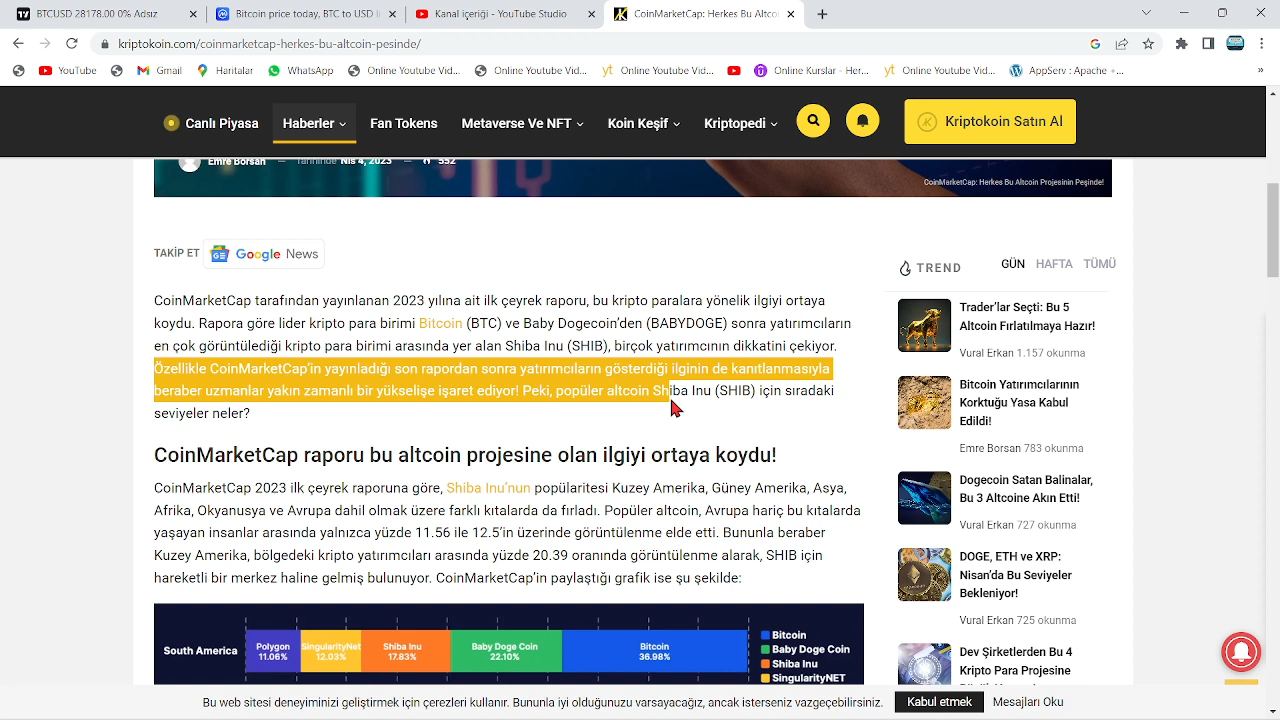 BTCUSD 28178.00 0% Adsız
Bitcoin price today, BTC to USD li
Kanal içeriği - YouTube Studio
CoinMarketCap: Herkes Bu Altco
kriptokoin.com/coinmarketcap-herkes-bu-altcoin-pesinde/
YouTube
Gmail
Haritalar
WhatsApp
Online Youtube Vid...
Online Youtube Vid...
Online Youtube Vid...
Online Kurslar - Her...
Online Youtube Vid...
AppServ : Apache +...
Canlı Piyasa
Haberler
Fan Tokens
Metaverse Ve NFT
Koin Keşif
Kriptopedi
Kriptokoin Satın Al
Emre Borsan — Tarihinde Nis 4, 2023 — 552
CoinMarketCap: Herkes Bu Altcoin Projesinin Peşinde!
TAKİP ET
Google News
CoinMarketCap tarafından yayınlanan 2023 yılına ait ilk çeyrek raporu, bu kripto paralara yönelik ilgiyi ortaya
koydu. Rapora göre lider kripto para birimi Bitcoin (BTC) ve Baby Dogecoin’den (BABYDOGE) sonra yatırımcıların
en çok görüntülediği kripto para birimi arasında yer alan Shiba Inu (SHIB), birçok yatırımcının dikkatini çekiyor.
Özellikle CoinMarketCap’in yayınladığı son rapordan sonra yatırımcıların gösterdiği ilginin de kanıtlanmasıyla
beraber uzmanlar yakın zamanlı bir yükselişe işaret ediyor! Peki, popüler altcoin Shiba Inu (SHIB) için sıradaki
seviyeler neler?
CoinMarketCap raporu bu altcoin projesine olan ilgiyi ortaya koydu!
CoinMarketCap 2023 ilk çeyrek raporuna göre, Shiba Inu’nun popülaritesi Kuzey Amerika, Güney Amerika, Asya,
Afrika, Okyanusya ve Avrupa dahil olmak üzere farklı kıtalarda da fırladı. Popüler altcoin, Avrupa hariç bu kıtalarda
yaşayan insanlar arasında yalnızca yüzde 11.56 ile 12.5’in üzerinde görüntülenme elde etti. Bununla beraber
Kuzey Amerika, bölgedeki kripto yatırımcıları arasında yüzde 20.39 oranında görüntülenme alarak, SHIB için
hareketli bir merkez haline gelmiş bulunuyor. CoinMarketCap’in paylaştığı grafik ise şu şekilde:
South America
Polygon
11.06%
SingularityNet
12.03%
Shiba Inu
17.83%
Baby Doge Coin
22.10%
Bitcoin
36.98%
Bitcoin
Baby Doge Coin
Shiba Inu
SingularityNET
TREND
GÜN
HAFTA
TÜMÜ
Trader’lar Seçti: Bu 5
Altcoin Fırlatılmaya Hazır!
Vural Erkan 1.157 okunma
Bitcoin Yatırımcılarının
Korktuğu Yasa Kabul
Edildi!
Emre Borsan 783 okunma
Dogecoin Satan Balinalar,
Bu 3 Altcoine Akın Etti!
Vural Erkan 727 okunma
DOGE, ETH ve XRP:
Nisan’da Bu Seviyeler
Bekleniyor!
Vural Erkan 725 okunma
Dev Şirketlerden Bu 4
Kripto Para Projesine
Bu web sitesi deneyiminizi geliştirmek için çerezleri kullanır. Bununla iyi olduğunuzu varsayacağız, ancak isterseniz vazgeçebilirsiniz.
Kabul etmek
Mesajları Oku